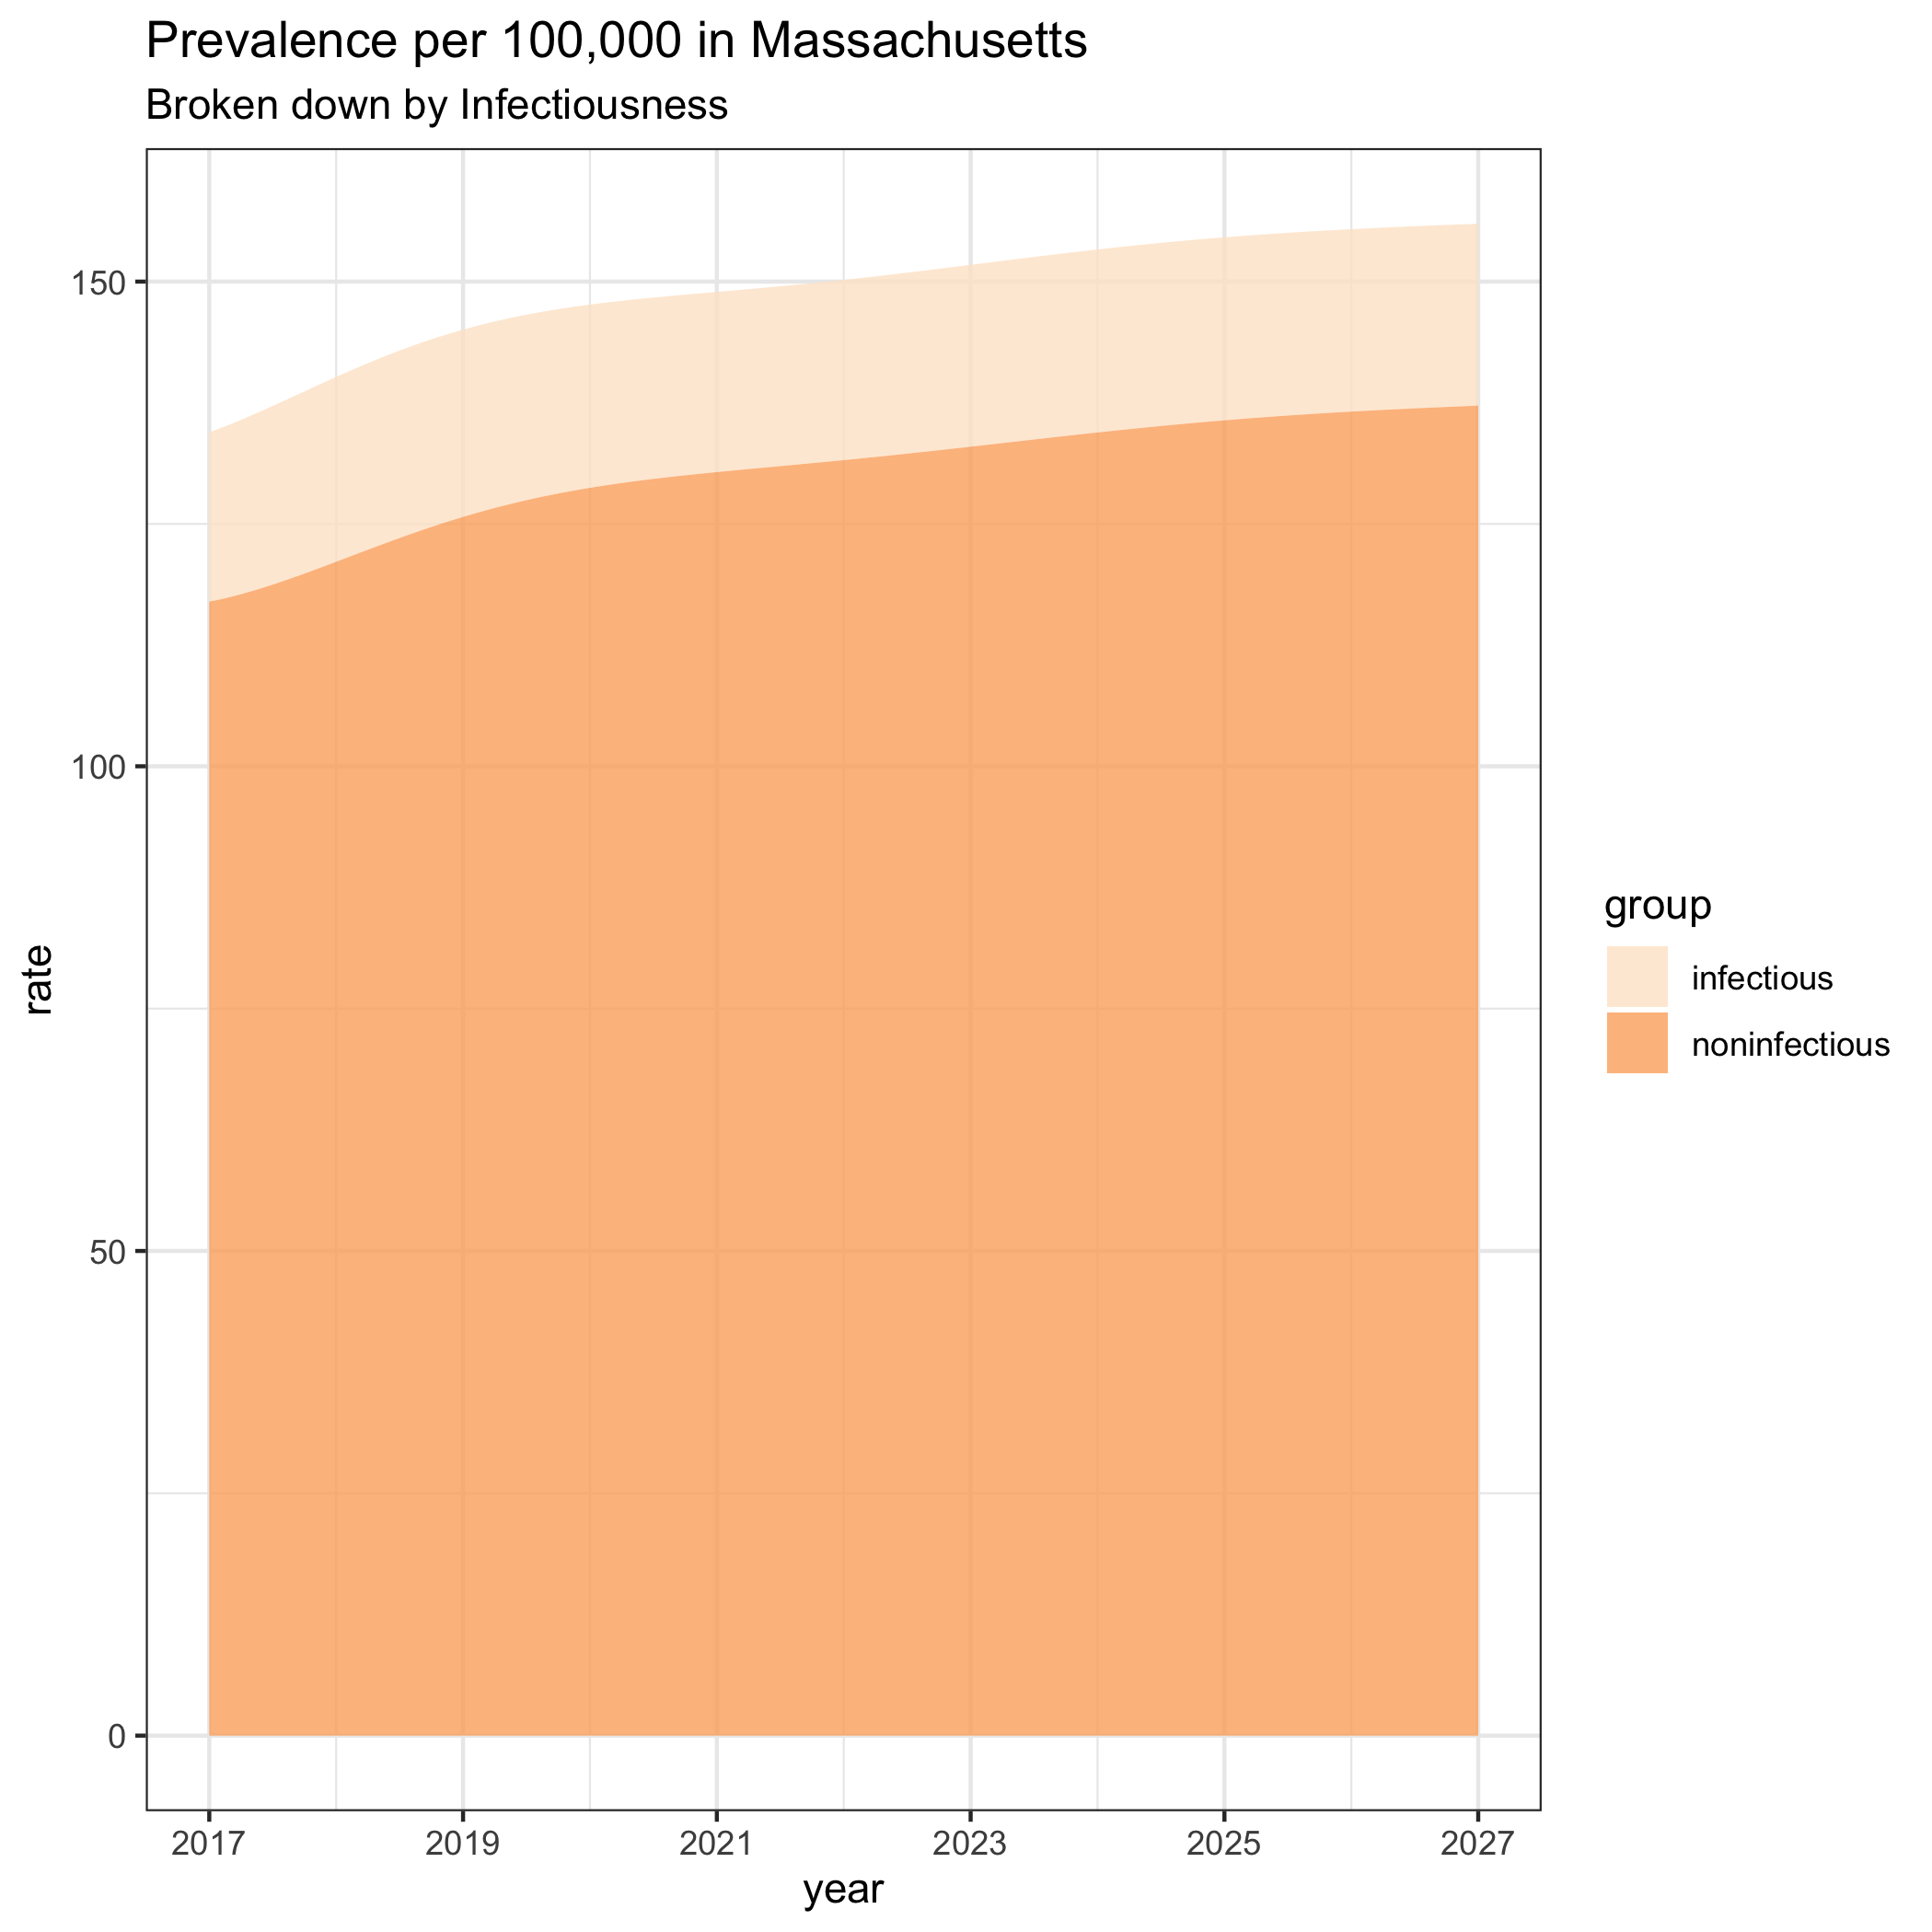 Prevalence per 100,000 in Massachusetts
Broken down by Infectiousness
150
100
50
0
rate
2017 2019 2021 2023 2025 2027
year
group
infectious
noninfectious